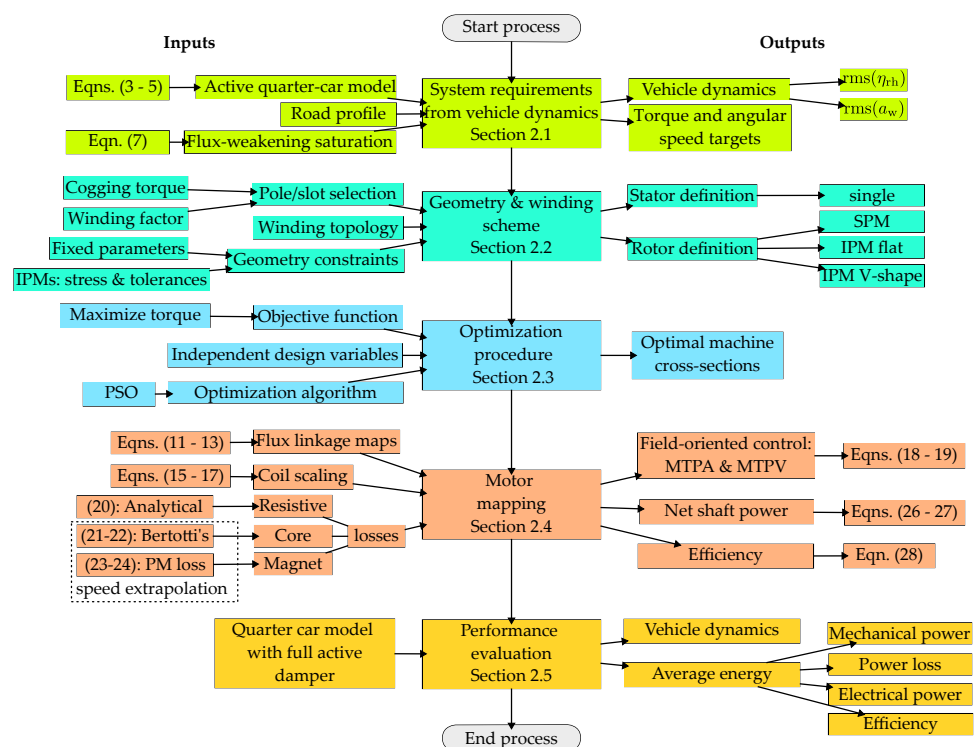 Start process
Inputs
Outputs
Eqns. (3 - 5)
Active quarter-car model
Road profile
Eqn. (7)
Flux-weakening saturation
System requirements
from vehicle dynamics
Section 2.1
Vehicle dynamics
rms(η_rh)
rms(a_w)
Torque and angular
speed targets
Cogging torque
Winding factor
Pole/slot selection
Winding topology
Fixed parameters
IPMs: stress & tolerances
Geometry constraints
Geometry & winding
scheme
Section 2.2
Stator definition
single
Rotor definition
SPM
IPM flat
IPM V-shape
Maximize torque
Objective function
Independent design variables
PSO
Optimization algorithm
Optimization
procedure
Section 2.3
Optimal machine
cross-sections
Eqns. (11 - 13)
Flux linkage maps
Eqns. (15 - 17)
Coil scaling
(20): Analytical
Resistive
(21-22): Bertotti's
Core
losses
(23-24): PM loss
Magnet
speed extrapolation
Motor
mapping
Section 2.4
Field-oriented control:
MTPA & MTPV
Eqns. (18 - 19)
Net shaft power
Eqns. (26 - 27)
Efficiency
Eqn. (28)
Quarter car model
with full active
damper
Performance
evaluation
Section 2.5
Vehicle dynamics
Average energy
Mechanical power
Power loss
Electrical power
Efficiency
End process